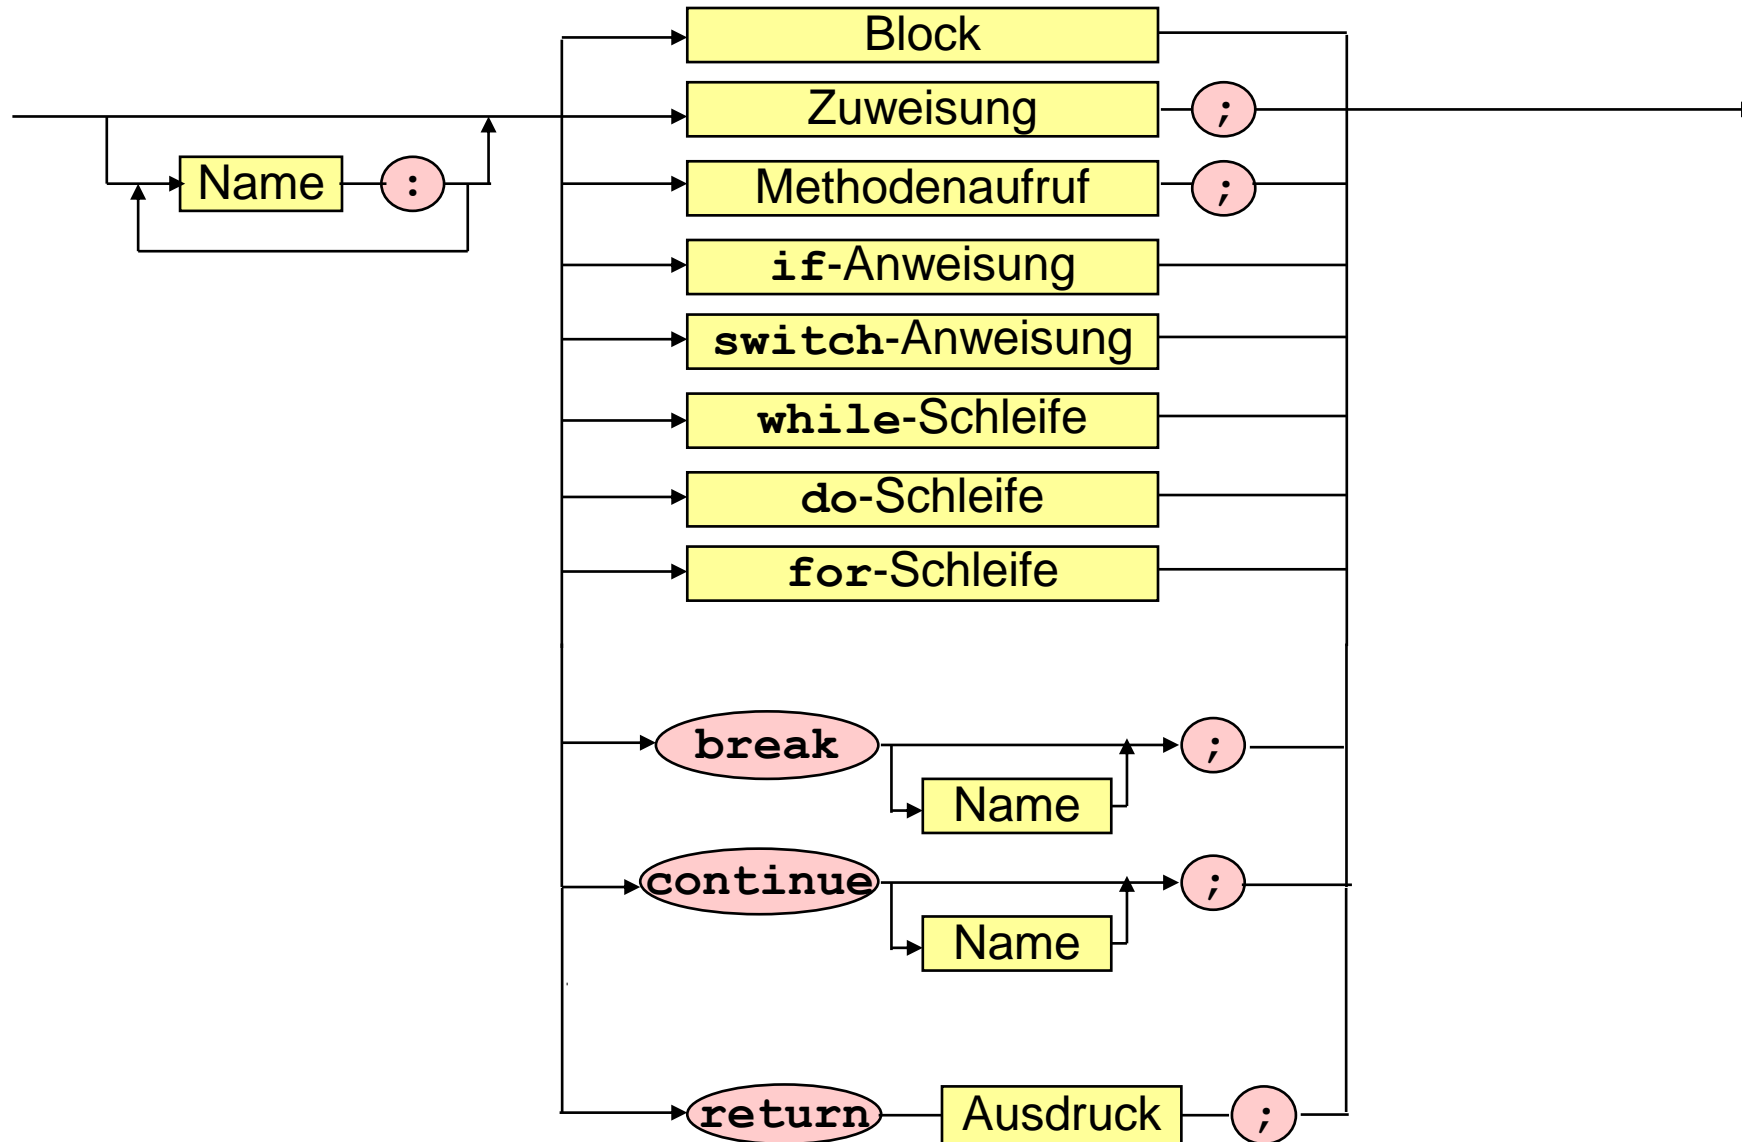 Block
Zuweisung ;
Name :
Methodenaufruf ;
if-Anweisung
switch-Anweisung
while-Schleife
do-Schleife
for-Schleife
break ;
Name
continue ;
Name
return Ausdruck ;